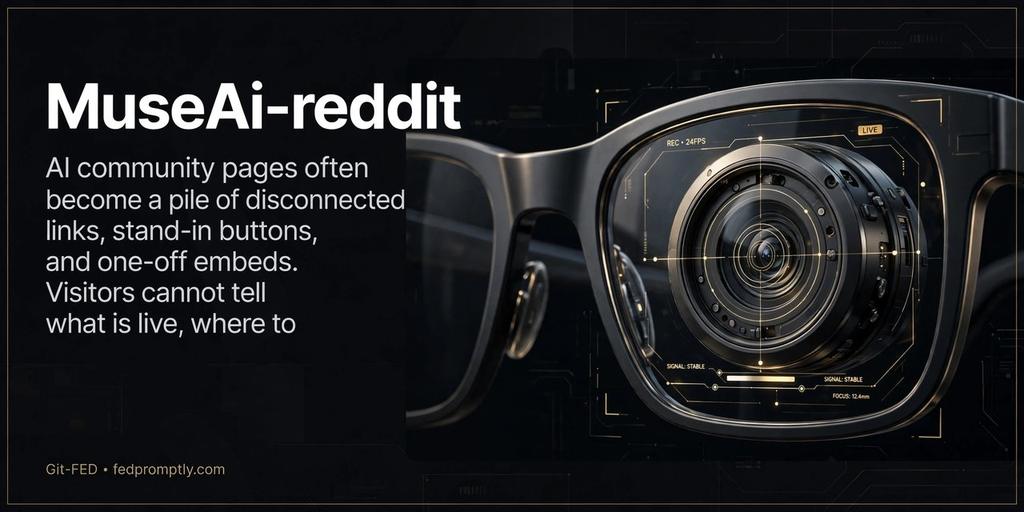 MuseAi-reddit
AI community pages often
become a pile of disconnected
links, stand-in buttons,
and one-off embeds.
Visitors cannot tell
what is live, where to
Git-FED • fedpromptly.com
REC • 24FPS
LIVE
SIGNAL: STABLE
SIGNAL: STABLE
FOCUS: 12.4mm